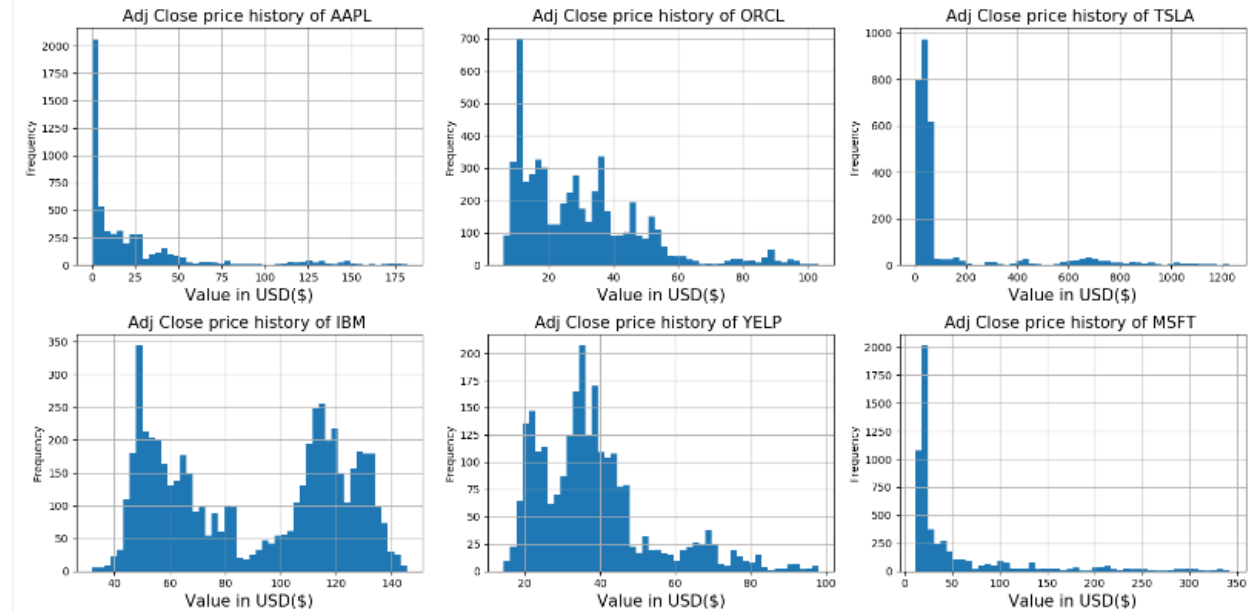 Adj Close price history of AAPL
Frequency
2000
1750
1500
1250
1000
750
500
250
0
0 25 50 75 100 125 150 175
Value in USD($)
Adj Close price history of ORCL
Frequency
700
600
500
400
300
200
100
0
20 40 60 80 100
Value in USD($)
Adj Close price history of TSLA
Frequency
1000
800
600
400
200
0
0 200 400 600 800 1000 1200
Value in USD($)
Adj Close price history of IBM
Frequency
350
300
250
200
150
100
50
0
40 60 80 100 120 140
Value in USD($)
Adj Close price history of YELP
Frequency
200
175
150
125
100
75
50
25
0
20 40 60 80 100
Value in USD($)
Adj Close price history of MSFT
Frequency
2000
1750
1500
1250
1000
750
500
250
0
0 50 100 150 200 250 300 350
Value in USD($)